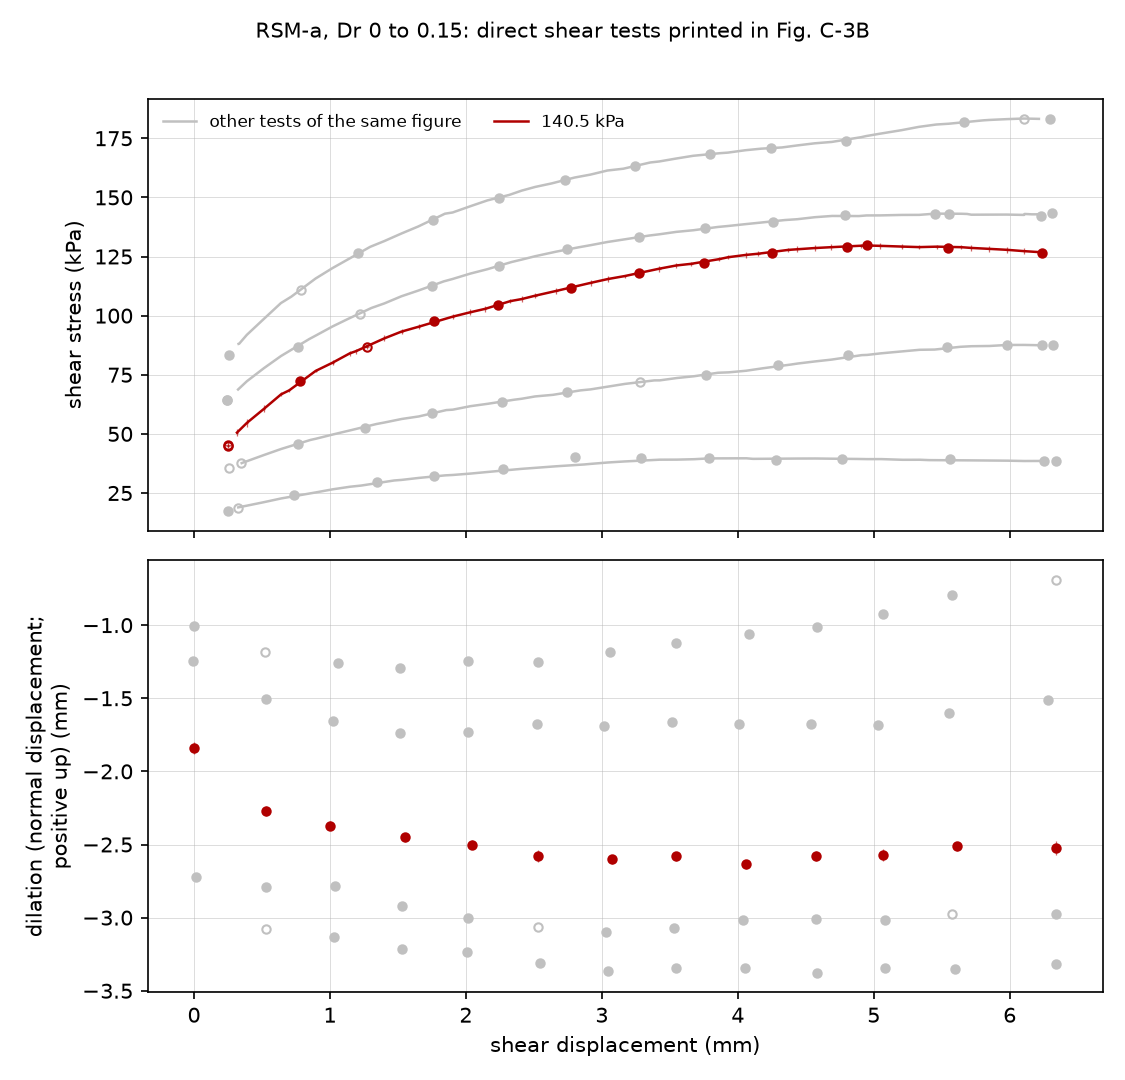 RSM-a, Dr 0 to 0.15: direct shear tests printed in Fig. C-3B
other tests of the same figure
140.5 kPa
shear stress (kPa)
175
150
125
100
75
50
25
dilation (normal displacement;
positive up) (mm)
−1.0
−1.5
−2.0
−2.5
−3.0
−3.5
0 1 2 3 4 5 6
shear displacement (mm)